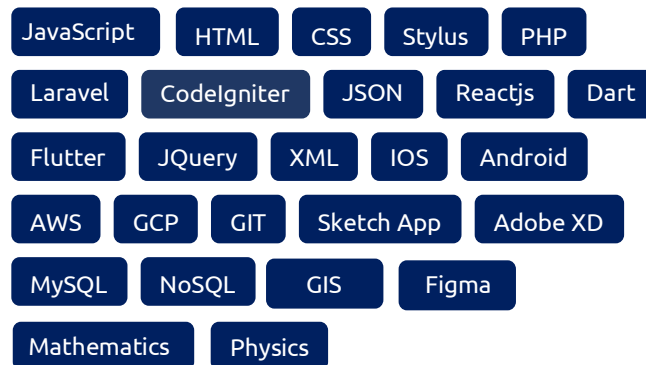 JavaScript HTML CSS Stylus PHP
Laravel CodeIgniter JSON Reactjs Dart
Flutter JQuery XML IOS Android
AWS GCP GIT Sketch App Adobe XD
MySQL NoSQL GIS Figma
Mathematics Physics